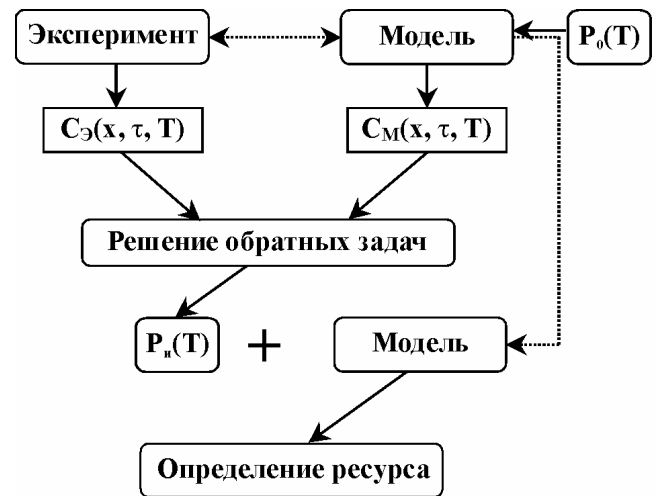 Эксперимент
Модель
P₀(T)
Cэ(x, τ, T)
Cм(x, τ, T)
Решение обратных задач
Pи(T)
+
Модель
Определение ресурса